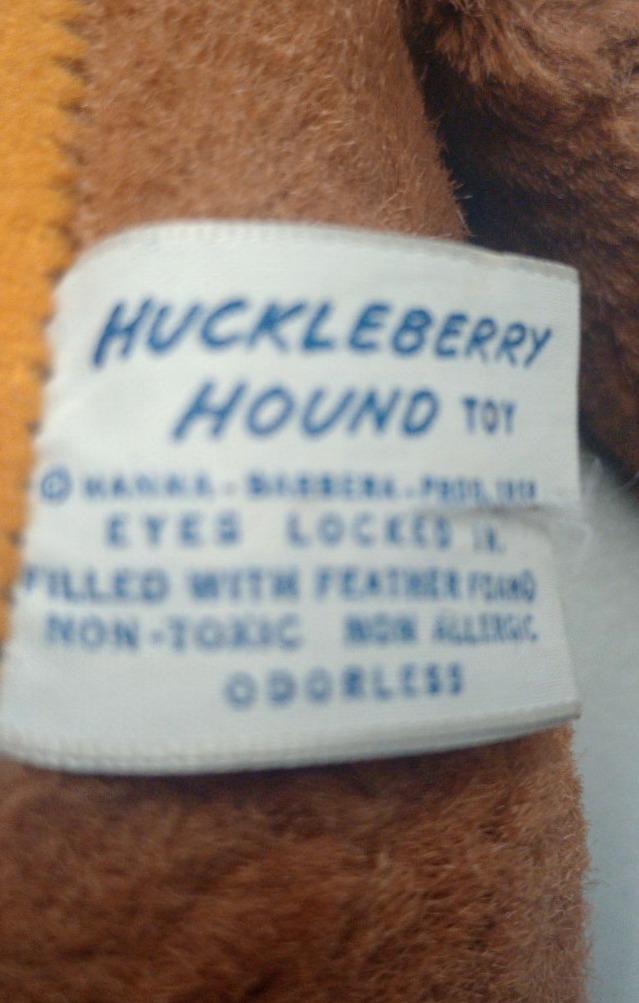 HUCKLEBERRY
HOUND TOY
© HANNA-BARBERA-PROD.
EYES LOCKED IN.
FILLED WITH FEATHER FOAM
NON-TOXIC NON ALLERGIC
ODORLESS